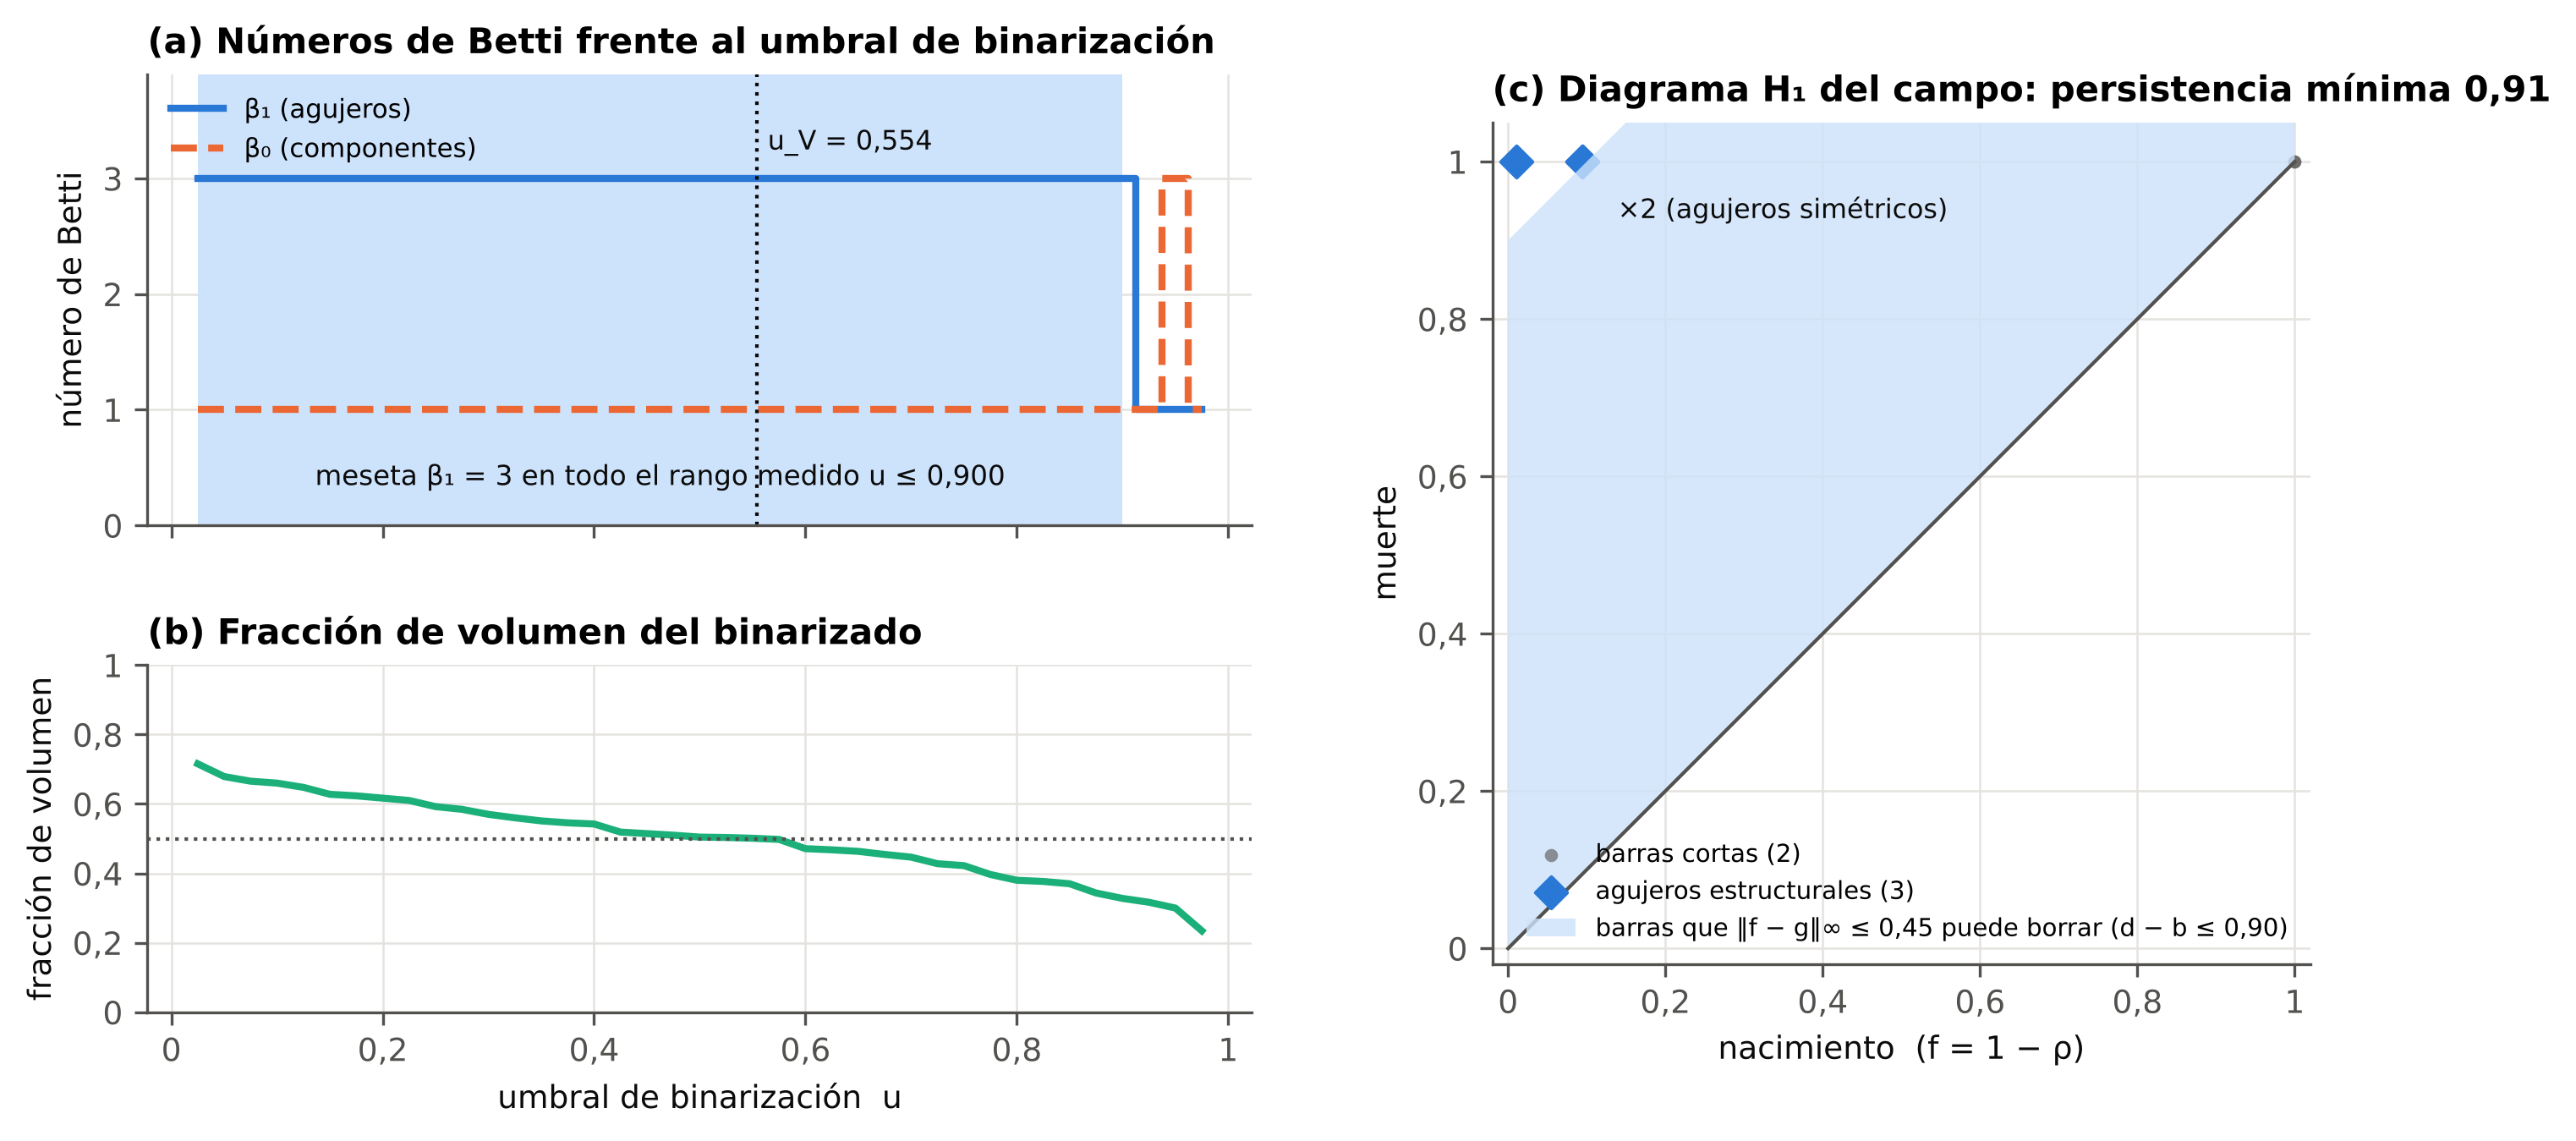 (a) Números de Betti frente al umbral de binarización
número de Betti
3
2
1
0
β₁ (agujeros)
β₀ (componentes)
u_V = 0,554
meseta β₁ = 3 en todo el rango medido u ≤ 0,900
(b) Fracción de volumen del binarizado
fracción de volumen
1
0,8
0,6
0,4
0,2
0
0 0,2 0,4 0,6 0,8 1
umbral de binarización u
(c) Diagrama H₁ del campo: persistencia mínima 0,91
muerte
1
0,8
0,6
0,4
0,2
0
×2 (agujeros simétricos)
barras cortas (2)
agujeros estructurales (3)
barras que ‖f − g‖∞ ≤ 0,45 puede borrar (d − b ≤ 0,90)
0 0,2 0,4 0,6 0,8 1
nacimiento (f = 1 − ρ)